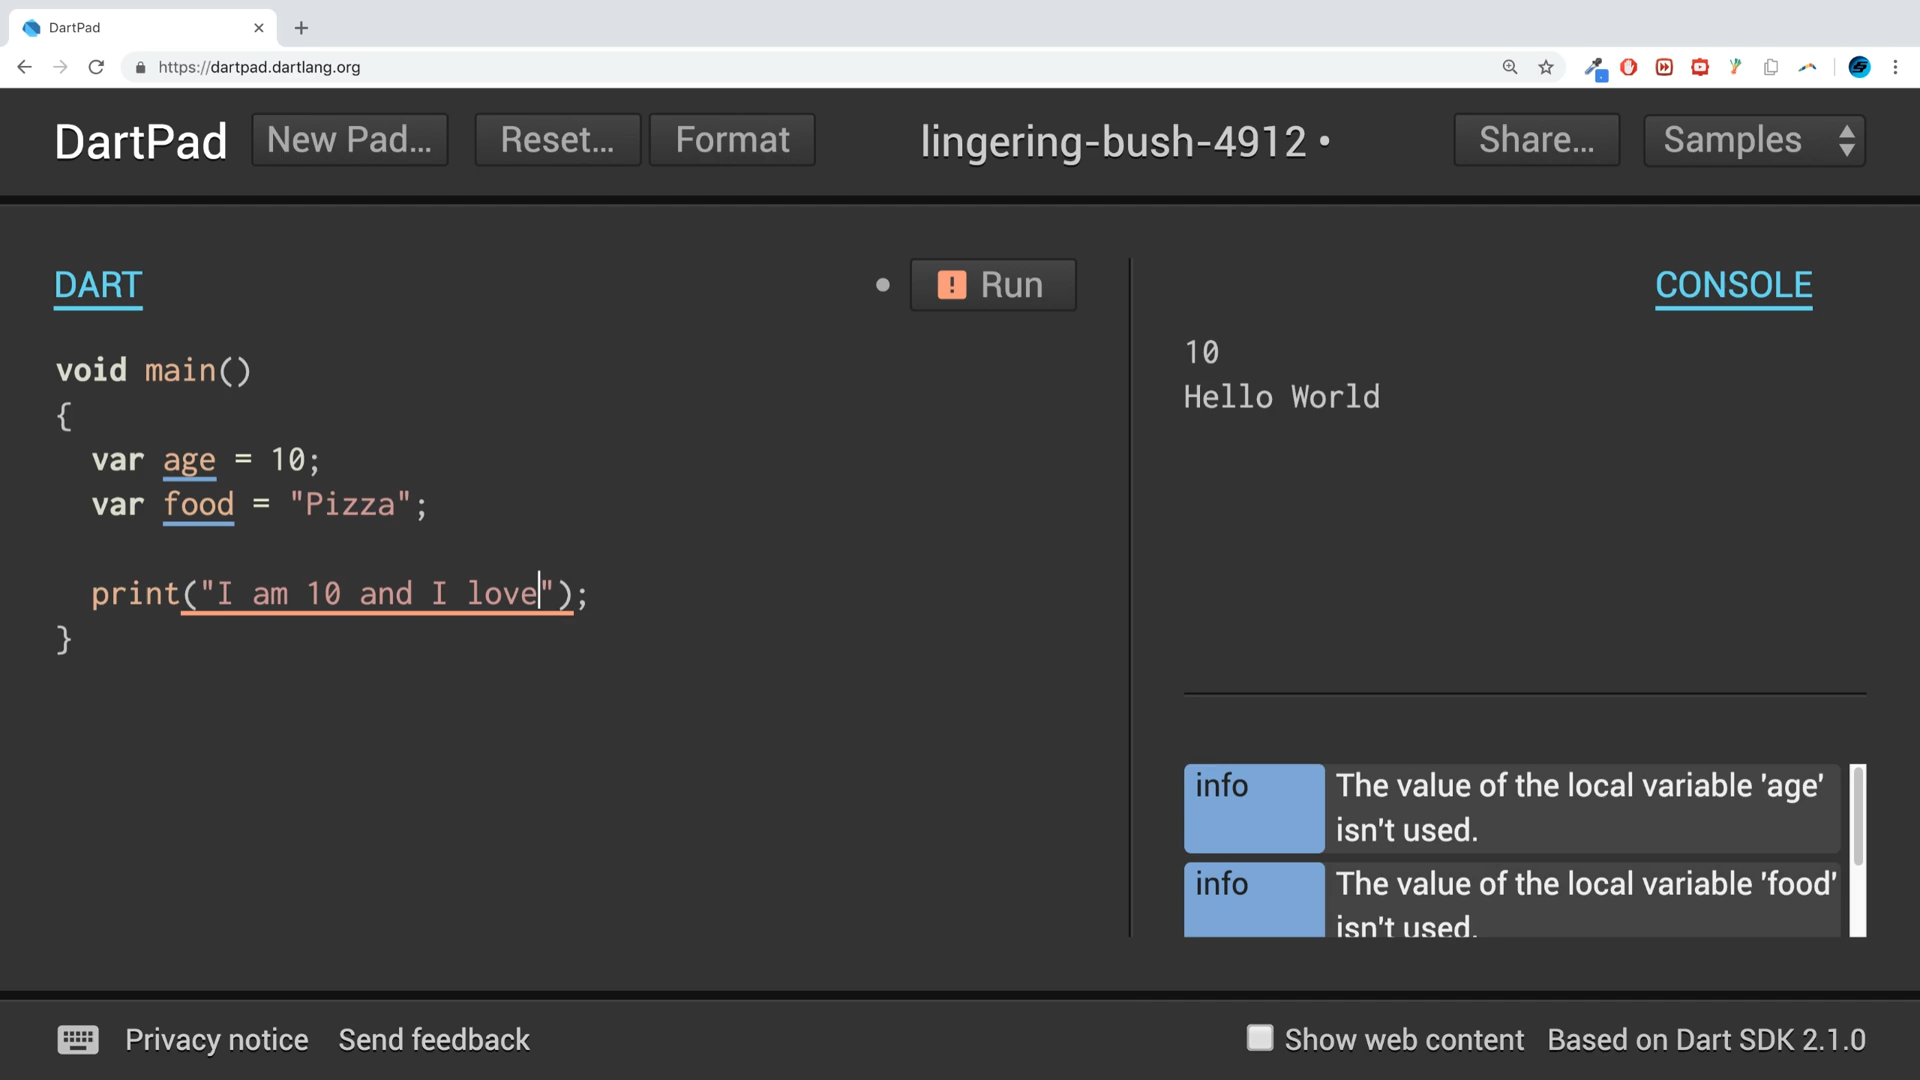 DartPad
https://dartpad.dartlang.org
DartPad New Pad... Reset... Format lingering-bush-4912 • Share... Samples
DART
! Run
CONSOLE
void main()
{
var age = 10;
var food = "Pizza";
print("I am 10 and I love");
}
10
Hello World
info The value of the local variable 'age'
isn't used.
info The value of the local variable 'food'
isn't used.
Privacy notice Send feedback Show web content Based on Dart SDK 2.1.0